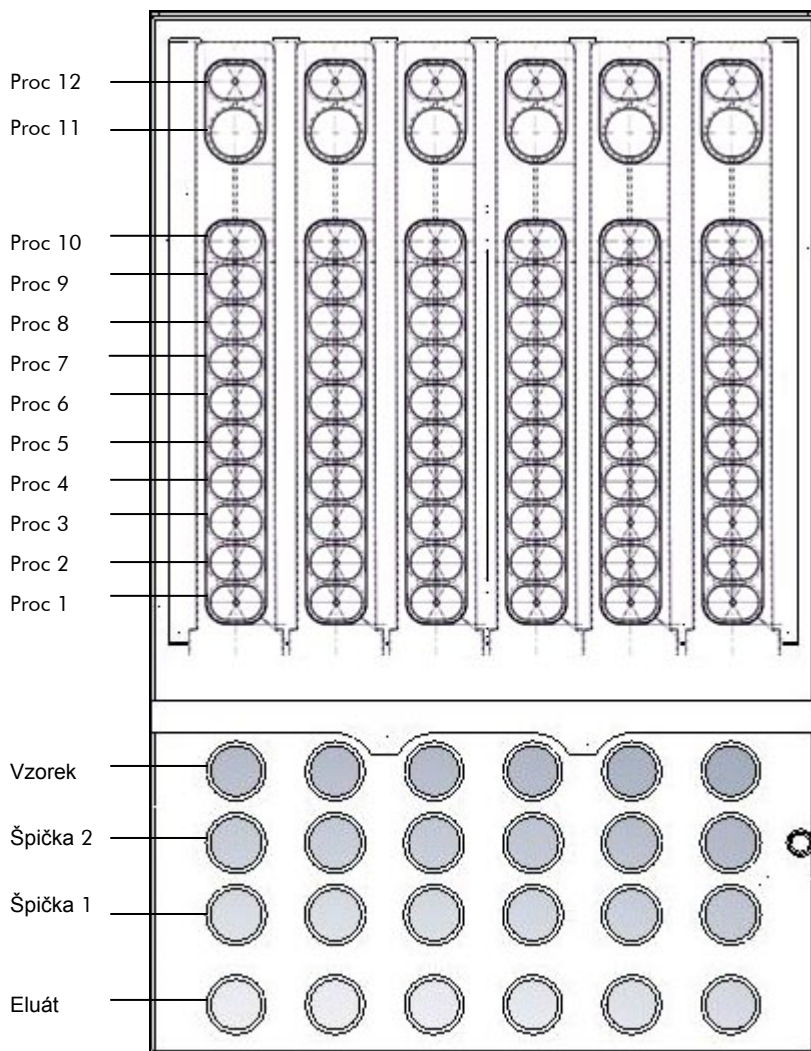 Proc 12
Proc 11
Proc 10
Proc 9
Proc 8
Proc 7
Proc 6
Proc 5
Proc 4
Proc 3
Proc 2
Proc 1
Vzorek
Špička 2
Špička 1
Eluát